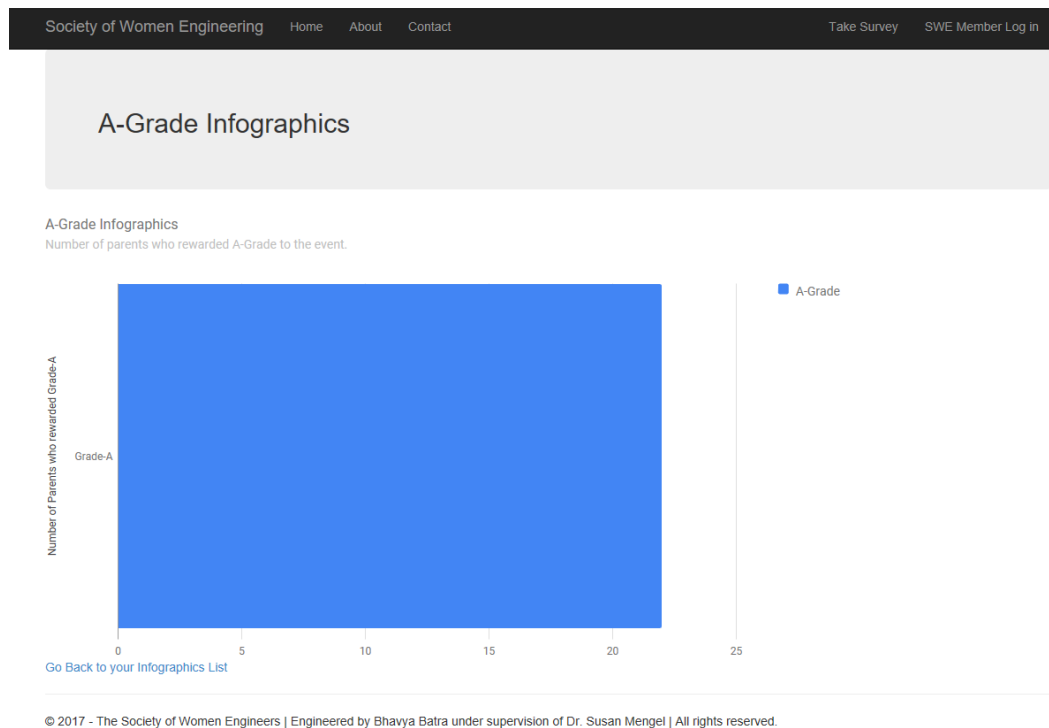 Society of Women Engineering Home About Contact Take Survey SWE Member Log in
A-Grade Infographics
A-Grade Infographics
Number of parents who rewarded A-Grade to the event.
A-Grade
Number of Parents who rewarded Grade-A
Grade-A
0 5 10 15 20 25
Go Back to your Infographics List
© 2017 - The Society of Women Engineers | Engineered by Bhavya Batra under supervision of Dr. Susan Mengel | All rights reserved.